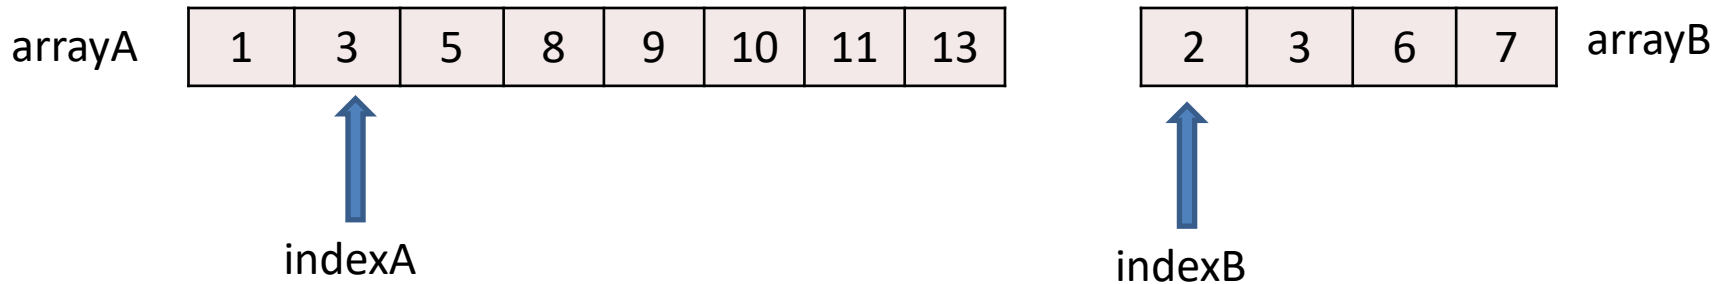 arrayA 1 3 5 8 9 10 11 13 2 3 6 7 arrayB
indexA indexB